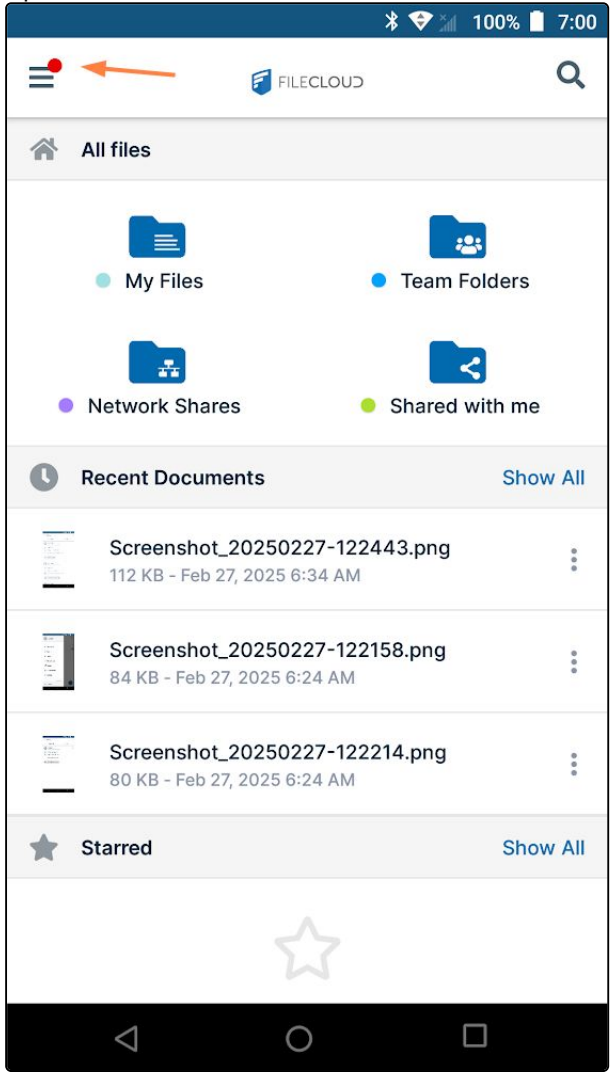 100% 7:00
FILECLOUD
All files
My Files
Team Folders
Network Shares
Shared with me
Recent Documents Show All
Screenshot_20250227-122443.png
112 KB - Feb 27, 2025 6:34 AM
Screenshot_20250227-122158.png
84 KB - Feb 27, 2025 6:24 AM
Screenshot_20250227-122214.png
80 KB - Feb 27, 2025 6:24 AM
Starred Show All